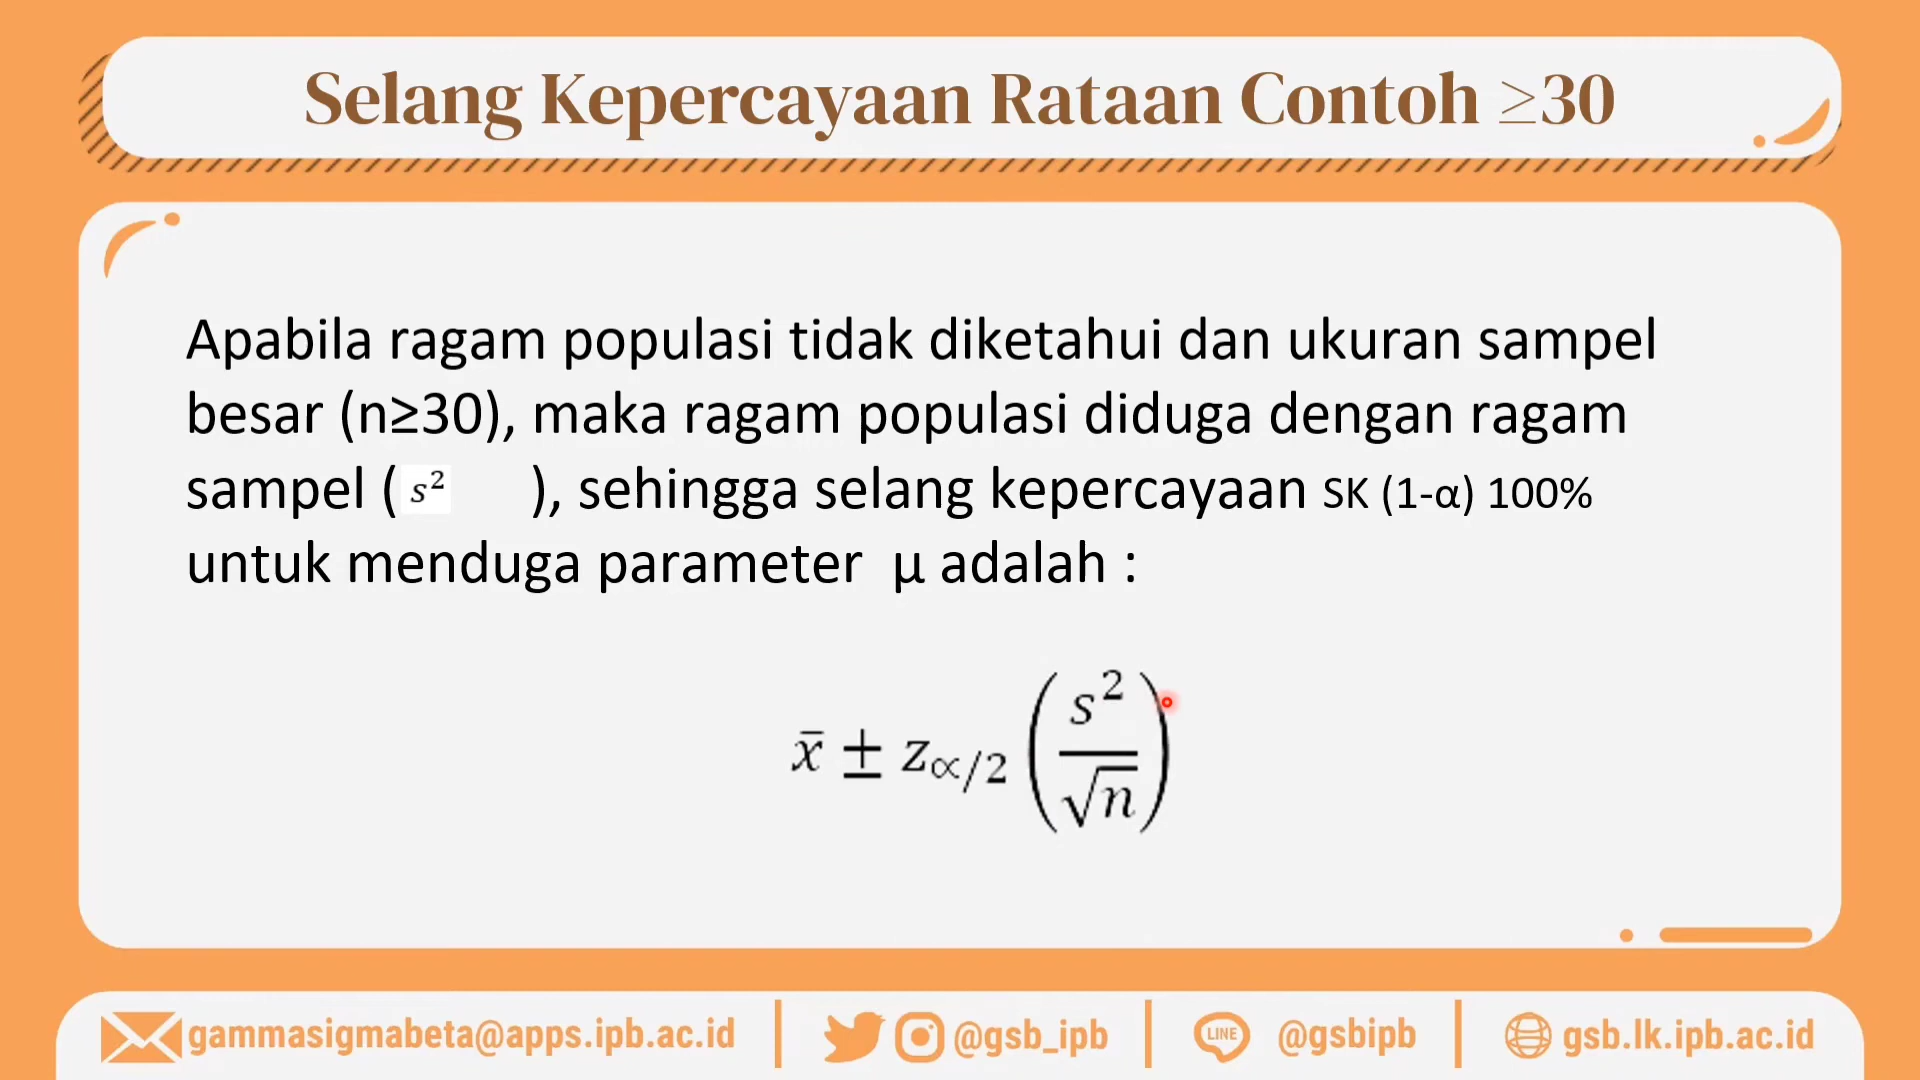 Selang Kepercayaan Rataan Contoh ≥30
Apabila ragam populasi tidak diketahui dan ukuran sampel
besar (n≥30), maka ragam populasi diduga dengan ragam
sampel ( s² ), sehingga selang kepercayaan SK (1-α) 100%
untuk menduga parameter μ adalah :
x̄ ± z∝/2 (s²/√n)
gammasigmabeta@apps.ipb.ac.id
@gsb_ipb
LINE
@gsbipb
gsb.lk.ipb.ac.id